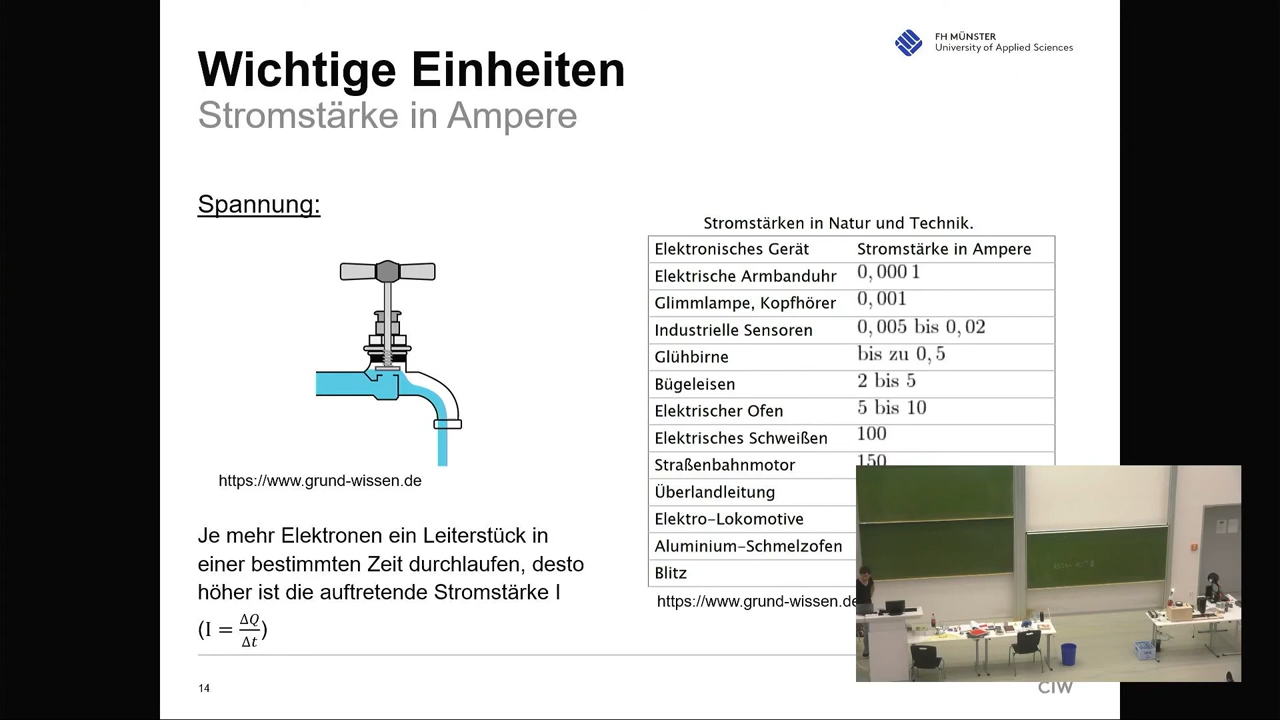 FH MÜNSTER
University of Applied Sciences
Wichtige Einheiten
Stromstärke in Ampere
Spannung:
https://www.grund-wissen.de
Je mehr Elektronen ein Leiterstück in
einer bestimmten Zeit durchlaufen, desto
höher ist die auftretende Stromstärke I
(I = ΔQ/Δt)
Stromstärken in Natur und Technik.
Elektronisches Gerät Stromstärke in Ampere
Elektrische Armbanduhr 0,000 1
Glimmlampe, Kopfhörer 0,001
Industrielle Sensoren 0,005 bis 0,02
Glühbirne bis zu 0,5
Bügeleisen 2 bis 5
Elektrischer Ofen 5 bis 10
Elektrisches Schweißen 100
Straßenbahnmotor 150
Überlandleitung
Elektro-Lokomotive
Aluminium-Schmelzofen
Blitz
https://www.grund-wissen.de
14
CIW